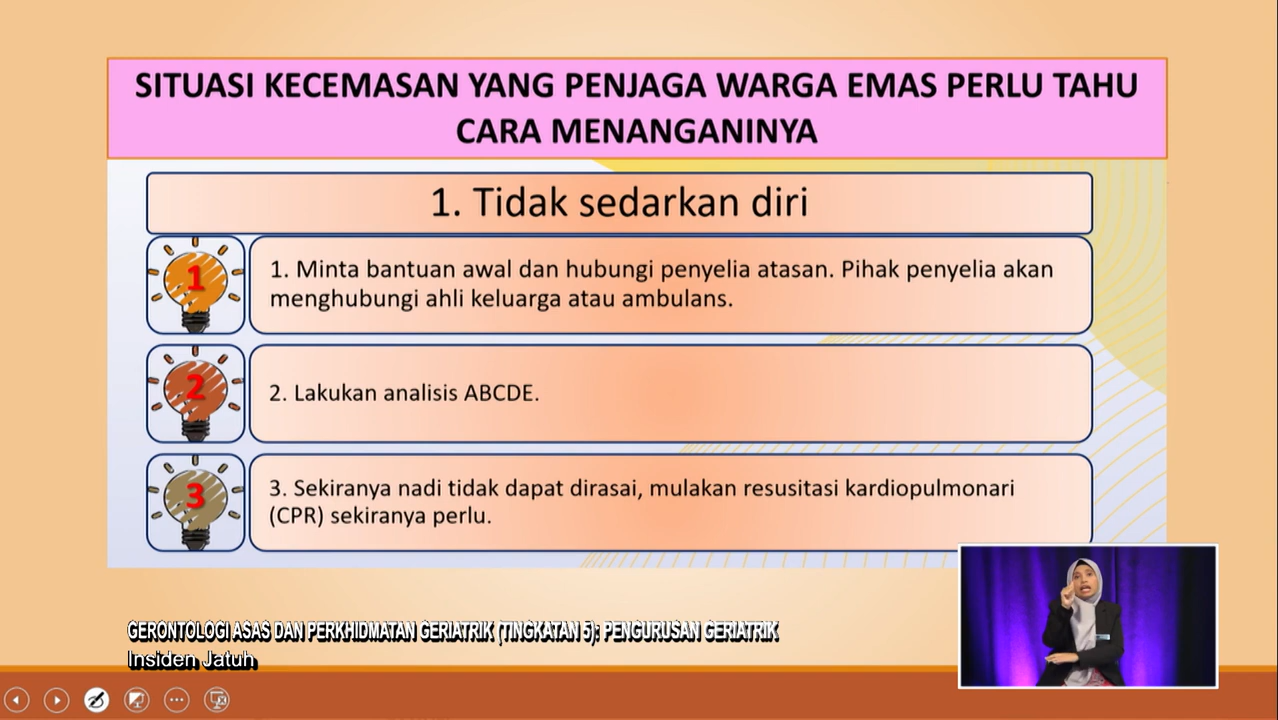 SITUASI KECEMASAN YANG PENJAGA WARGA EMAS PERLU TAHU
CARA MENANGANINYA
1. Tidak sedarkan diri
1
1. Minta bantuan awal dan hubungi penyelia atasan. Pihak penyelia akan
menghubungi ahli keluarga atau ambulans.
2
2. Lakukan analisis ABCDE.
3
3. Sekiranya nadi tidak dapat dirasai, mulakan resusitasi kardiopulmonari
(CPR) sekiranya perlu.
GERONTOLOGI ASAS DAN PERKHIDMATAN GERIATRIK (TINGKATAN 5): PENGURUSAN GERIATRIK
Insiden Jatuh